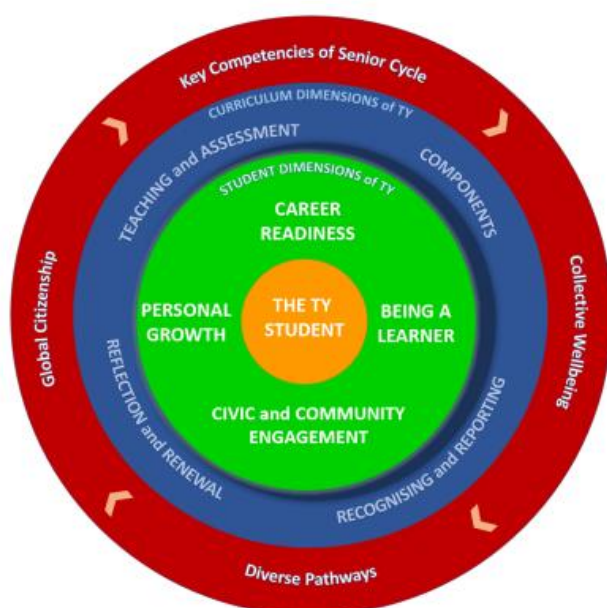 Key Competencies of Senior Cycle
CURRICULUM DIMENSIONS of TY
TEACHING and ASSESSMENT
COMPONENTS
STUDENT DIMENSIONS of TY
CAREER
READINESS
PERSONAL
GROWTH
THE TY
STUDENT
BEING A
LEARNER
Global Citizenship
Collective Wellbeing
CIVIC and COMMUNITY
ENGAGEMENT
REFLECTION and RENEWAL
RECOGNISING and REPORTING
Diverse Pathways